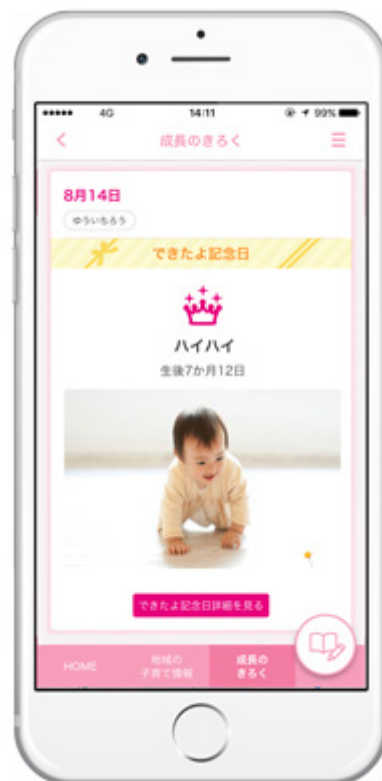 4G 14:11 99%
成長のきろく
8月14日
ゆういちろう
できたよ記念日
ハイハイ
生後7か月12日
できたよ記念日詳細を見る
HOME
地域の
子育て情報
成長の
きろく